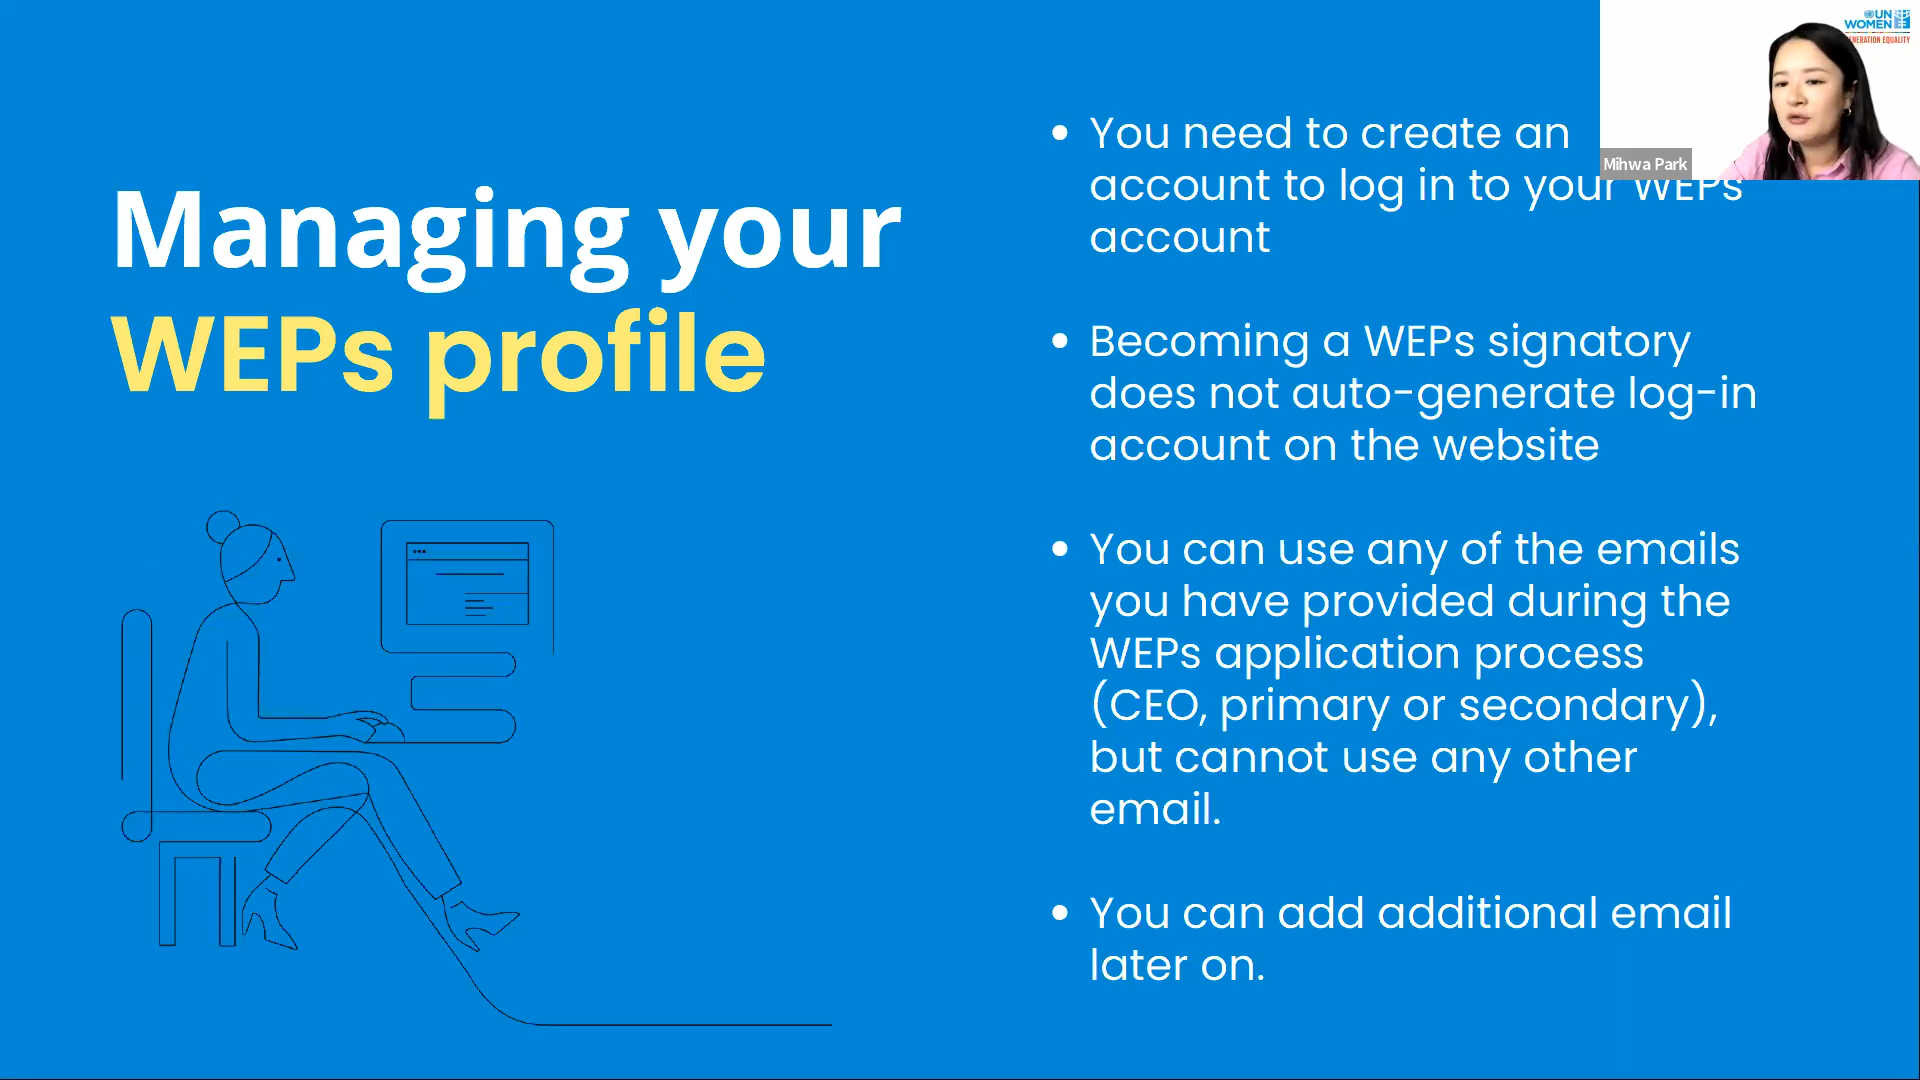 Managing your
WEPs profile
You need to create an
account to log in to your WEPs
account
Becoming a WEPs signatory
does not auto-generate log-in
account on the website
You can use any of the emails
you have provided during the
WEPs application process
(CEO, primary or secondary),
but cannot use any other
email.
You can add additional email
later on.
UN
WOMEN
ENERATION EQUALITY
Mihwa Park